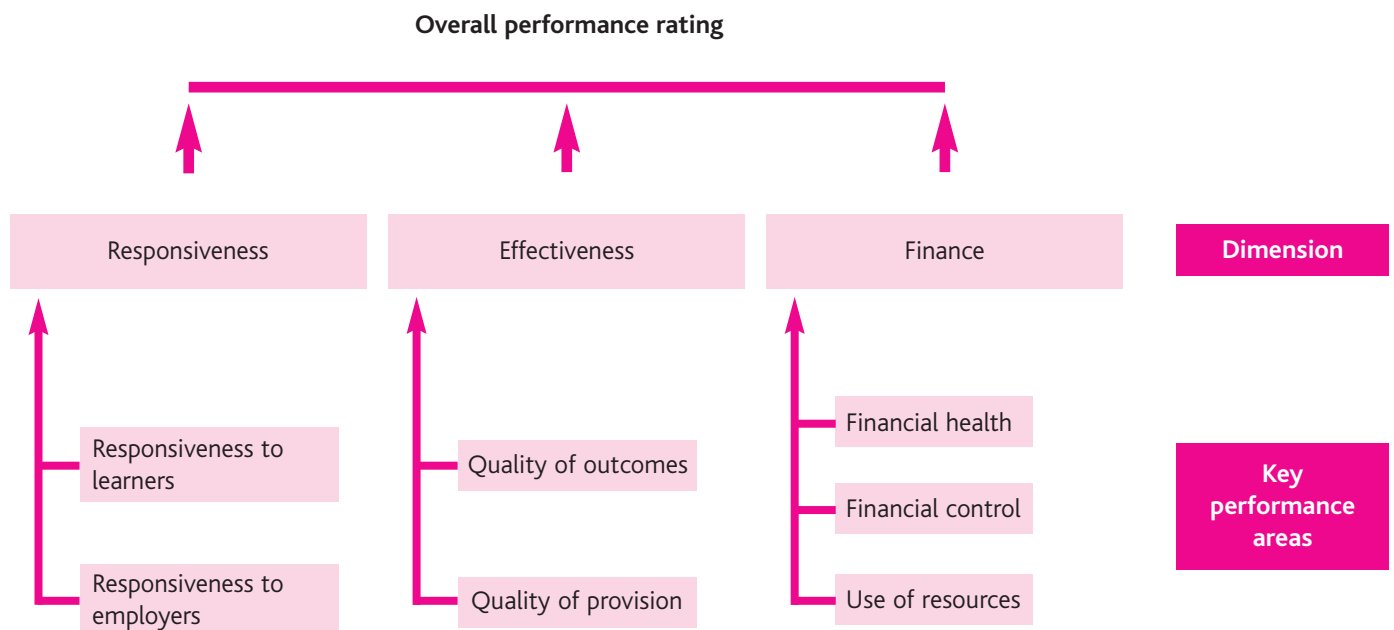 Overall performance rating
Responsiveness
Effectiveness
Finance
Dimension
Responsiveness to
learners
Responsiveness to
employers
Quality of outcomes
Quality of provision
Financial health
Financial control
Use of resources
Key
performance
areas